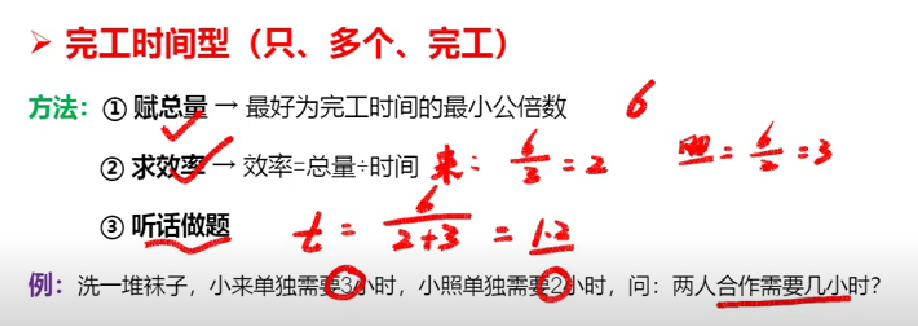 ➢ 完工时间型（只、多个、完工）
方法：① 赋总量 → 最好为完工时间的最小公倍数 6
② 求效率 → 效率=总量÷时间 来：6/3=2 照=6/2=3
③ 听话做题 t=6/(2+3)=1.2
例：洗一堆袜子，小来单独需要3小时，小照单独需要2小时，问：两人合作需要几小时？